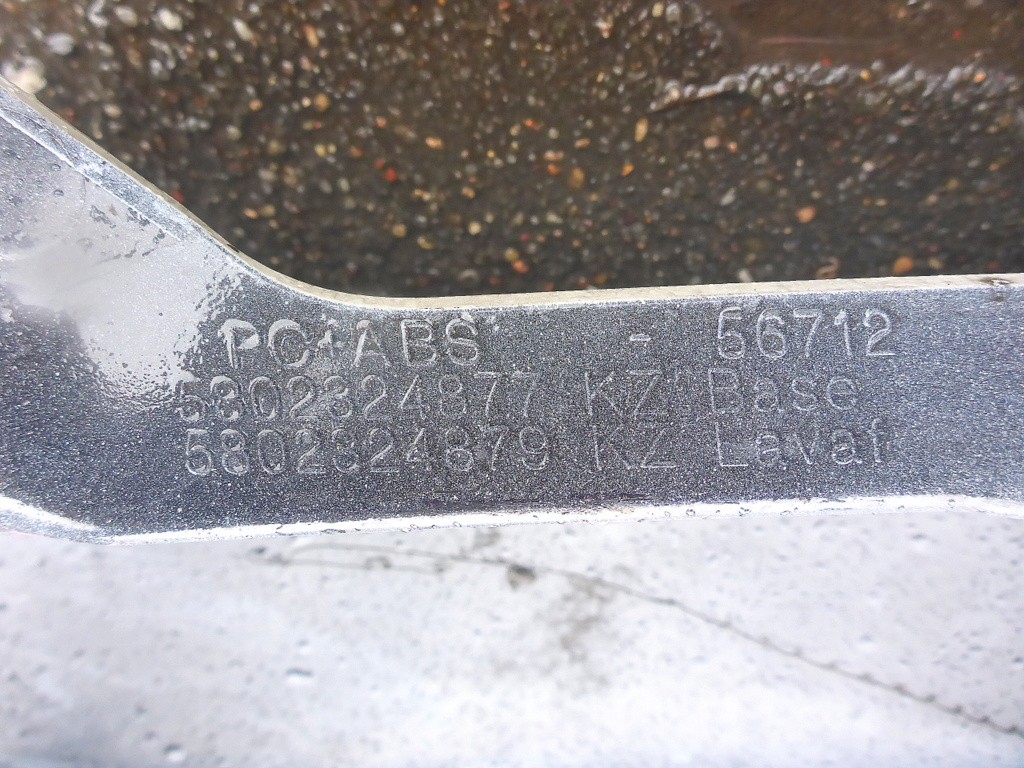 PC+ABS - 56712
5802324877 KZ Base
5802324879 KZ Lavaf